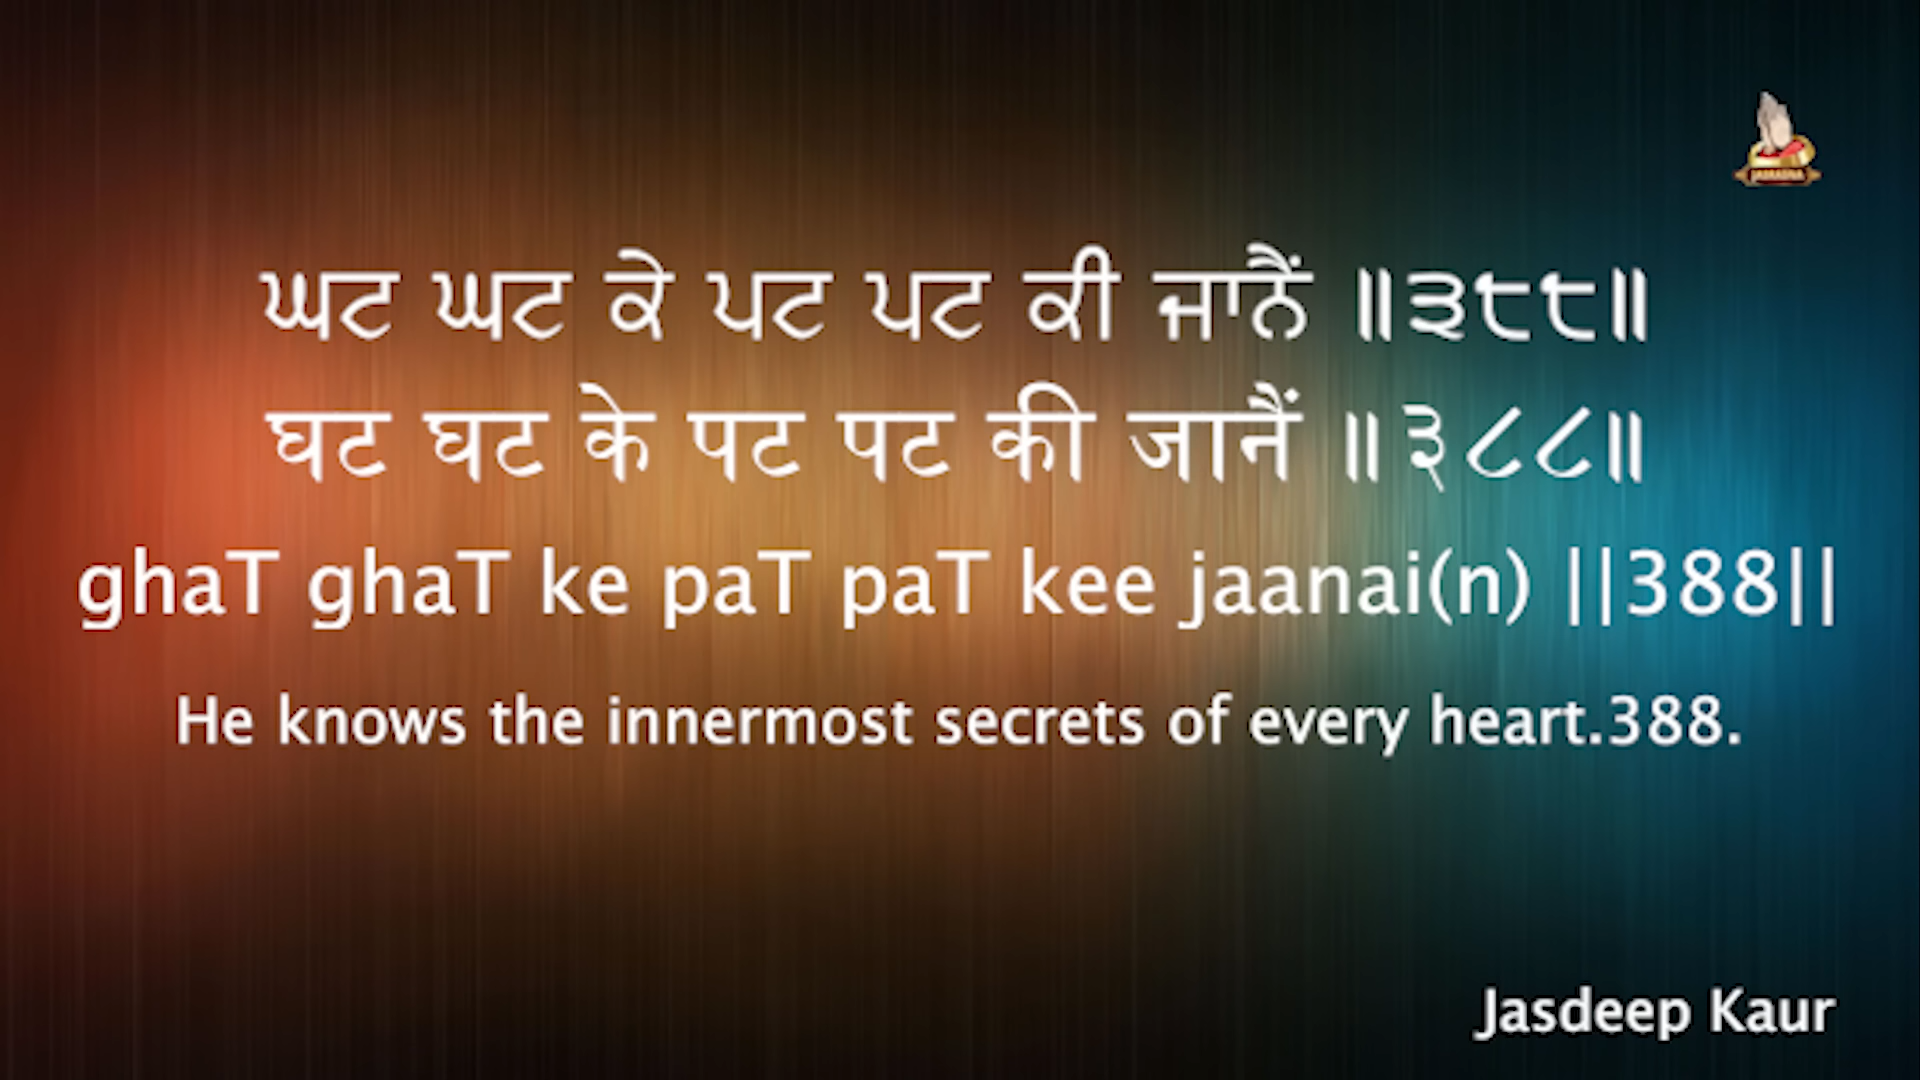 ਘਟ ਘਟ ਕੇ ਪਟ ਪਟ ਕੀ ਜਾਨੈਂ ॥੩੮੮॥
घट घट के पट पट की जानैं ॥३८८॥
ghaT ghaT ke paT paT kee jaanai(n) ||388||
He knows the innermost secrets of every heart.388.
Jasdeep Kaur